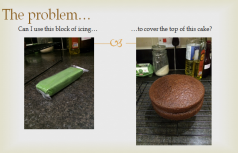 The problem...
Can I use this block of icing...
...to cover the top of this cake?